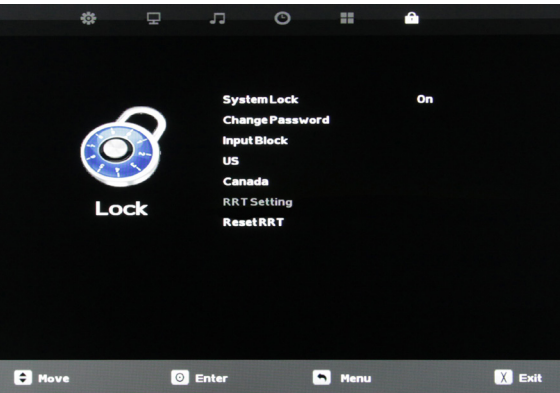 System Lock On
Change Password
Input Block
US
Canada
RRT Setting
Reset RRT
Lock
Move Enter Menu X Exit